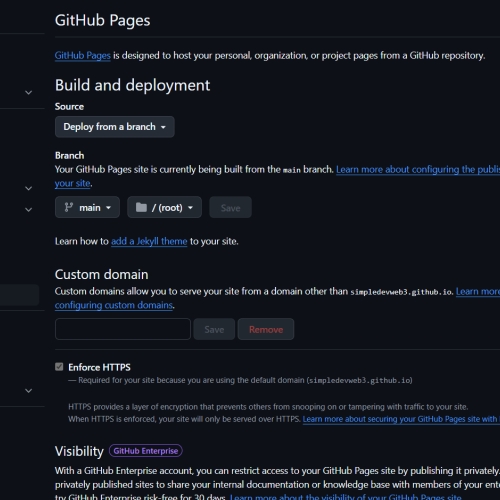 GitHub Pages
GitHub Pages is designed to host your personal, organization, or project pages from a GitHub repository.
Build and deployment
Source
Deploy from a branch
Branch
Your GitHub Pages site is currently being built from the main branch. Learn more about configuring the
your site.
main / (root) Save
Learn how to add a Jekyll theme to your site.
Custom domain
Custom domains allow you to serve your site from a domain other than simpledevweb3.github.io. Learn more
configuring custom domains.
Save Remove
Enforce HTTPS
— Required for your site because you are using the default domain (simpledevweb3.github.io)
HTTPS provides a layer of encryption that prevents others from snooping on or tampering with traffic to your site.
When HTTPS is enforced, your site will only be served over HTTPS. Learn more about securing your GitHub Pages site with
Visibility GitHub Enterprise
With a GitHub Enterprise account, you can restrict access to your GitHub Pages site by publishing it privately.
privately published sites to share your internal documentation or knowledge base with members of your
try GitHub Enterprise risk-free for 30 days. Learn more about the visibility of your GitHub Pages site